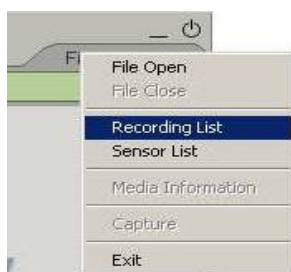 File Open
File Close
Recording List
Sensor List
Media Information
Capture
Exit